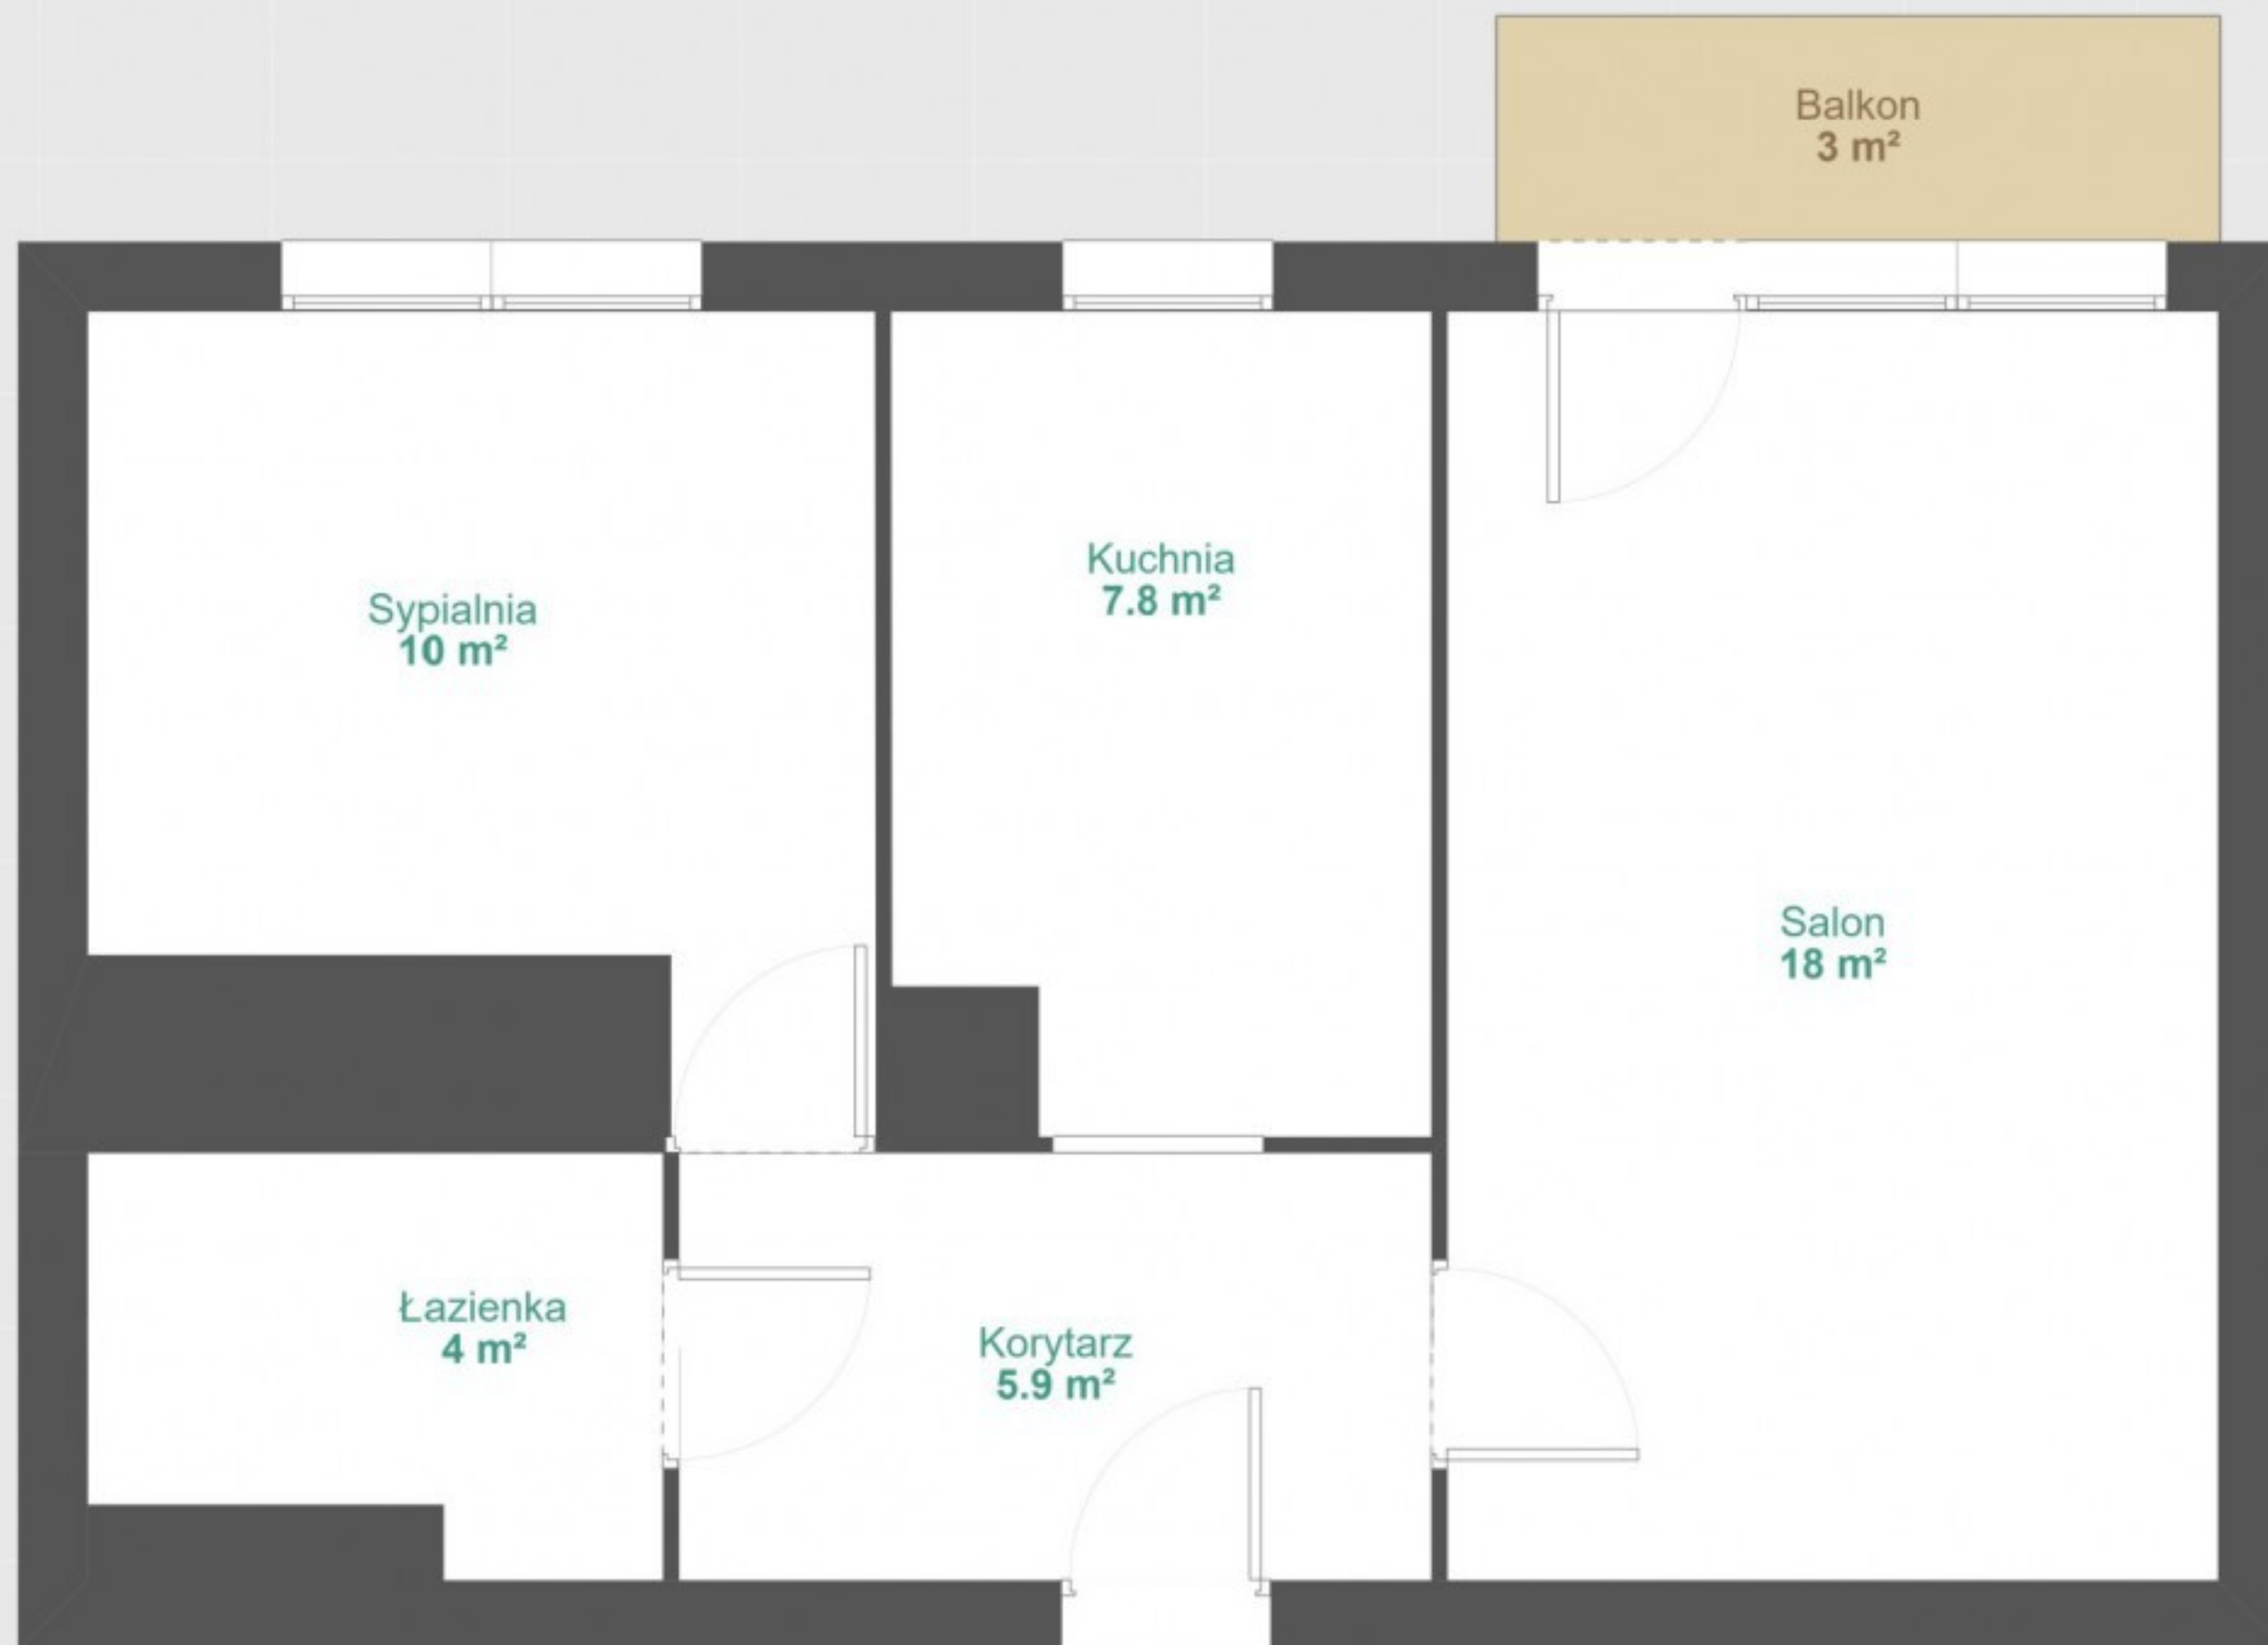 Balkon
3 m²
Kuchnia
7.8 m²
Sypialnia
10 m²
Salon
18 m²
Łazienka
4 m²
Korytarz
5.9 m²